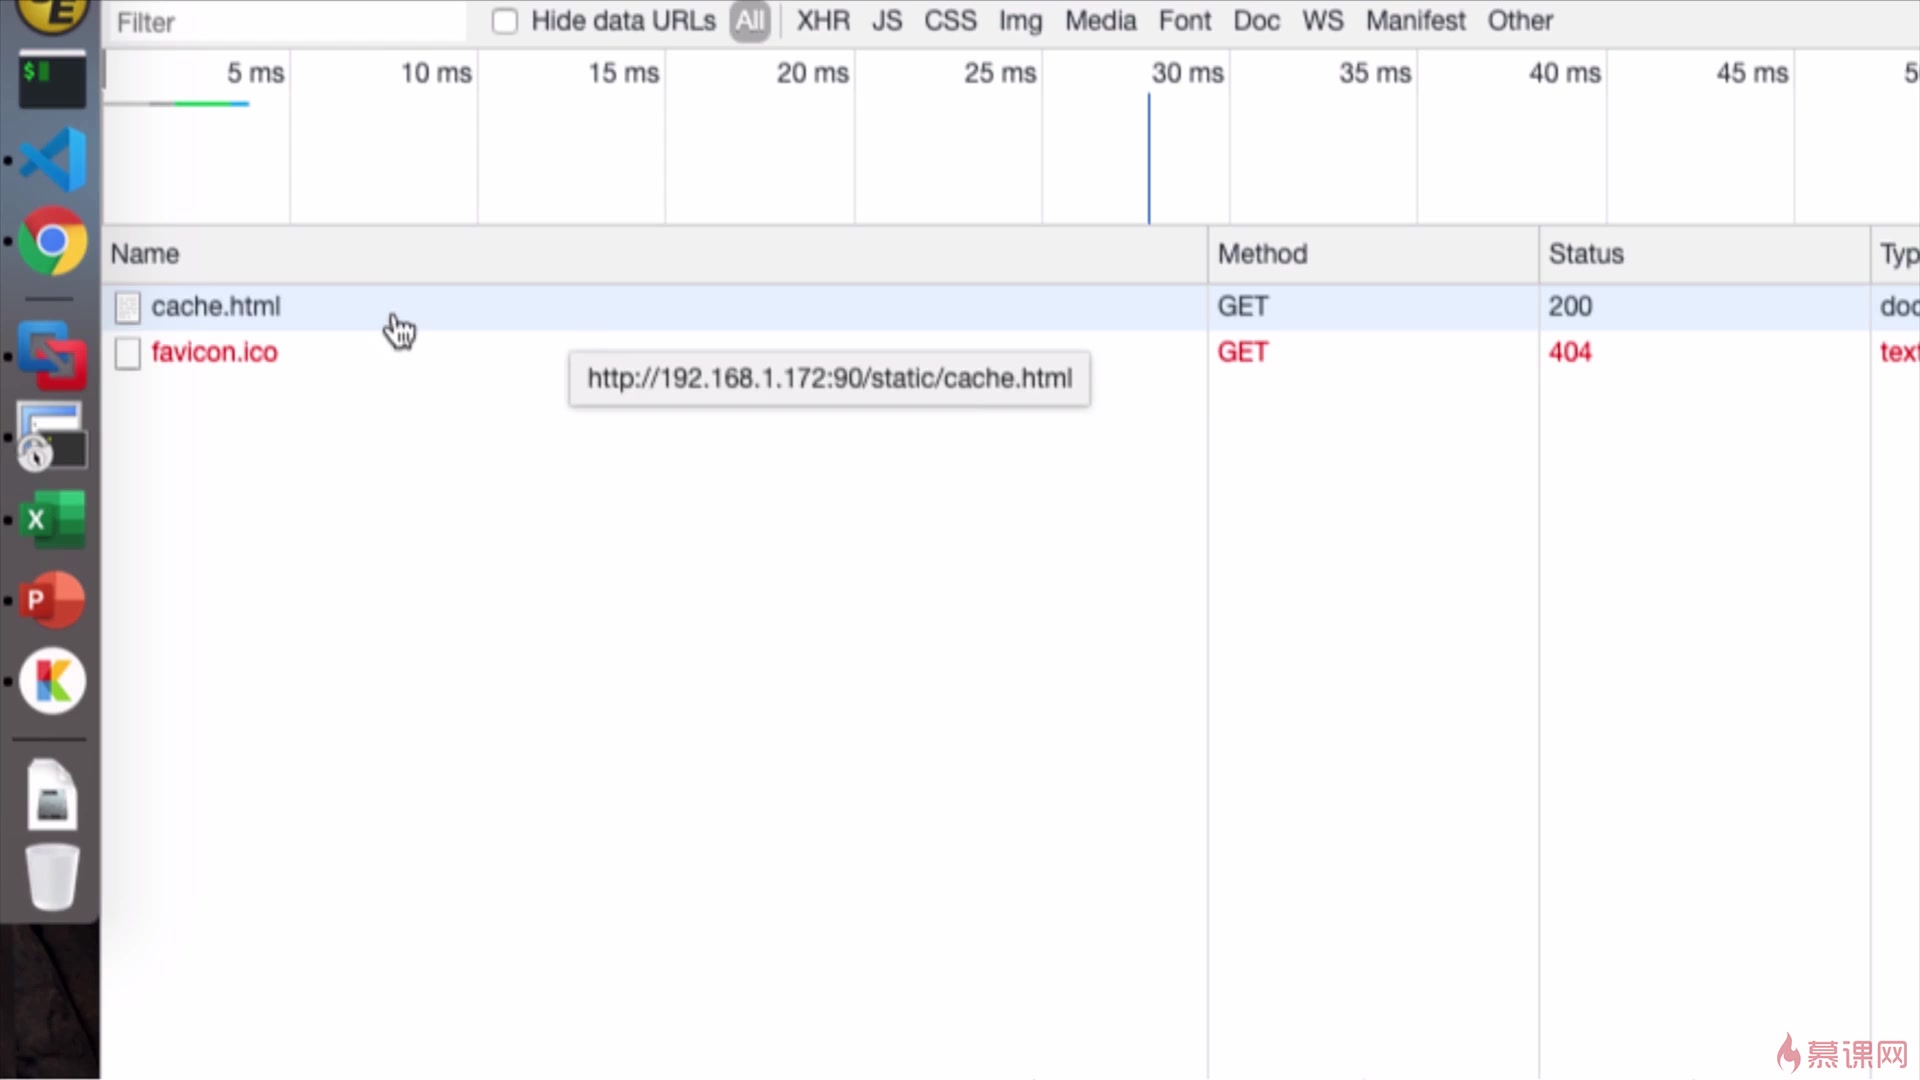 Filter Hide data URLs All XHR JS CSS Img Media Font Doc WS Manifest Other
5 ms 10 ms 15 ms 20 ms 25 ms 30 ms 35 ms 40 ms 45 ms 5
Name Method Status Typ
cache.html GET 200 doc
favicon.ico GET 404 text
http://192.168.1.172:90/static/cache.html
$
X
P
慕课网